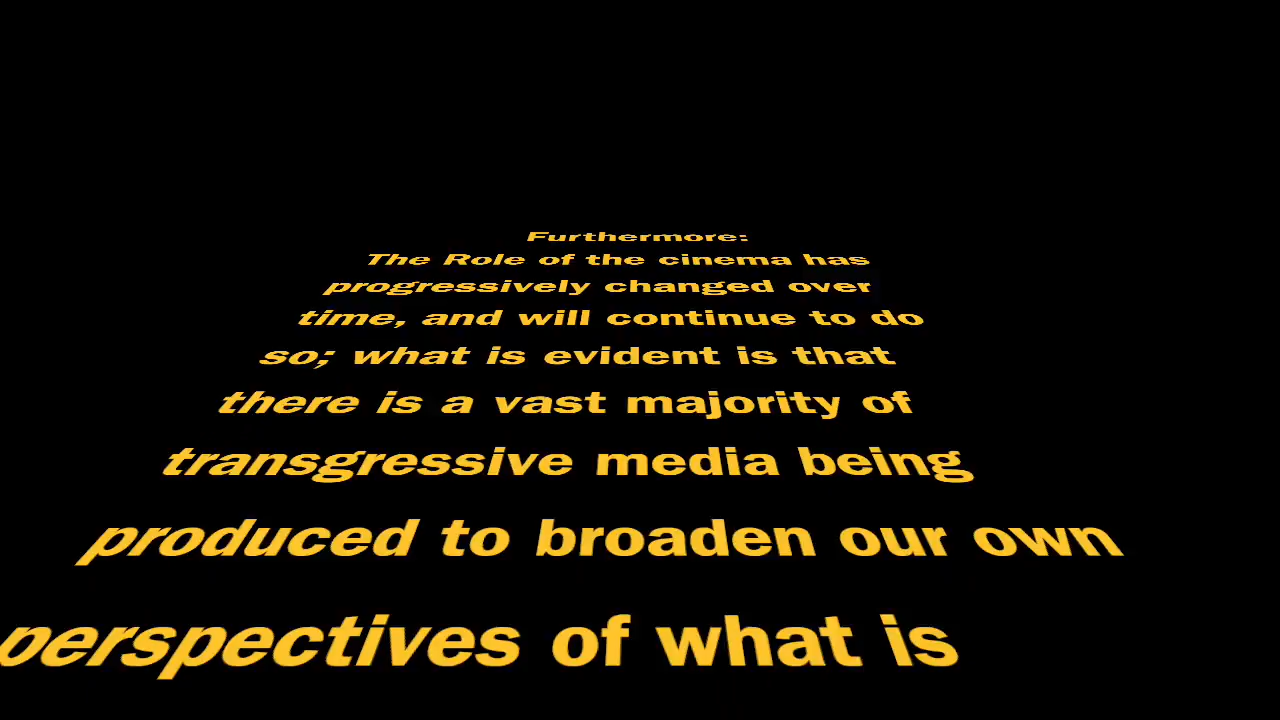 Furthermore:
The Role of the cinema has
progressively changed over
time, and will continue to do
so; what is evident is that
there is a vast majority of
transgressive media being
produced to broaden our own
perspectives of what is